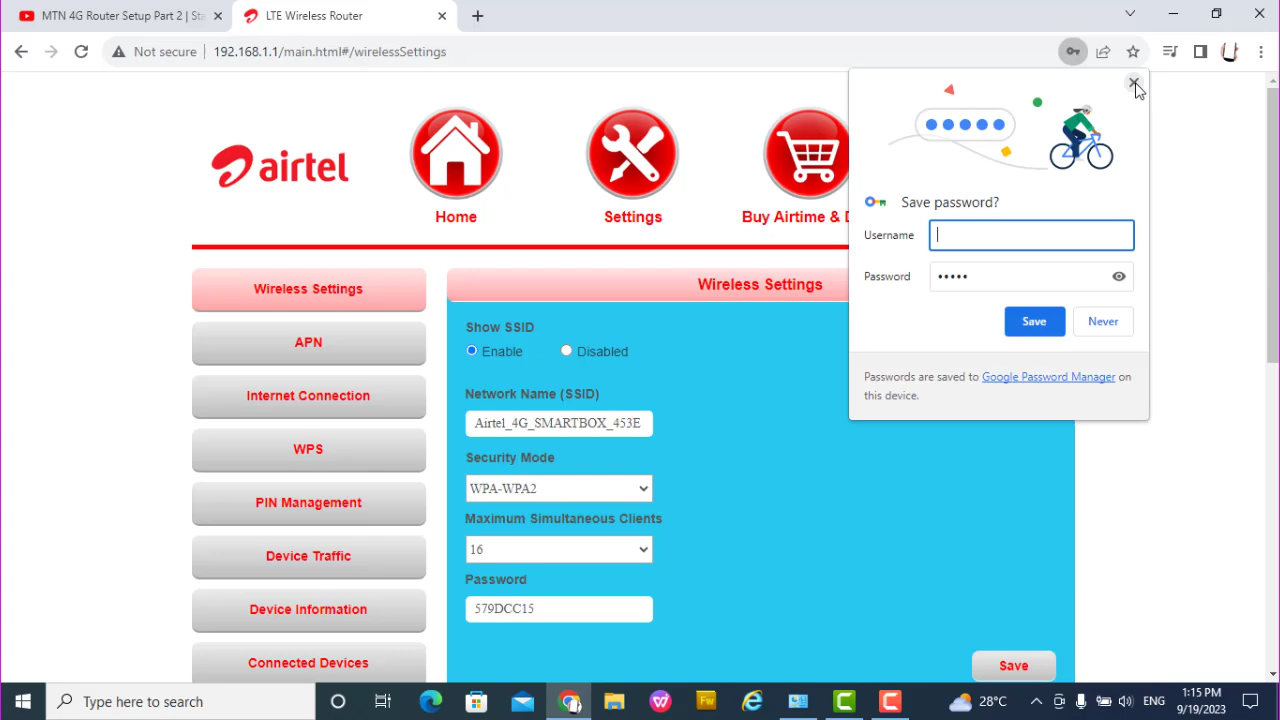 MTN 4G Router Setup Part 2 | Sta
LTE Wireless Router
Not secure
192.168.1.1/main.html#/wirelessSettings
airtel
Home
Settings
Buy Airtime & D
Save password?
Username
Password
•••••
Save
Never
Passwords are saved to Google Password Manager on
this device.
Wireless Settings
APN
Internet Connection
WPS
PIN Management
Device Traffic
Device Information
Connected Devices
Wireless Settings
Show SSID
Enable
Disabled
Network Name (SSID)
Airtel_4G_SMARTBOX_453E
Security Mode
WPA-WPA2
Maximum Simultaneous Clients
16
Password
579DCC15
Save
Type here to search
Fw
28°C
ENG
1:15 PM
9/19/2023